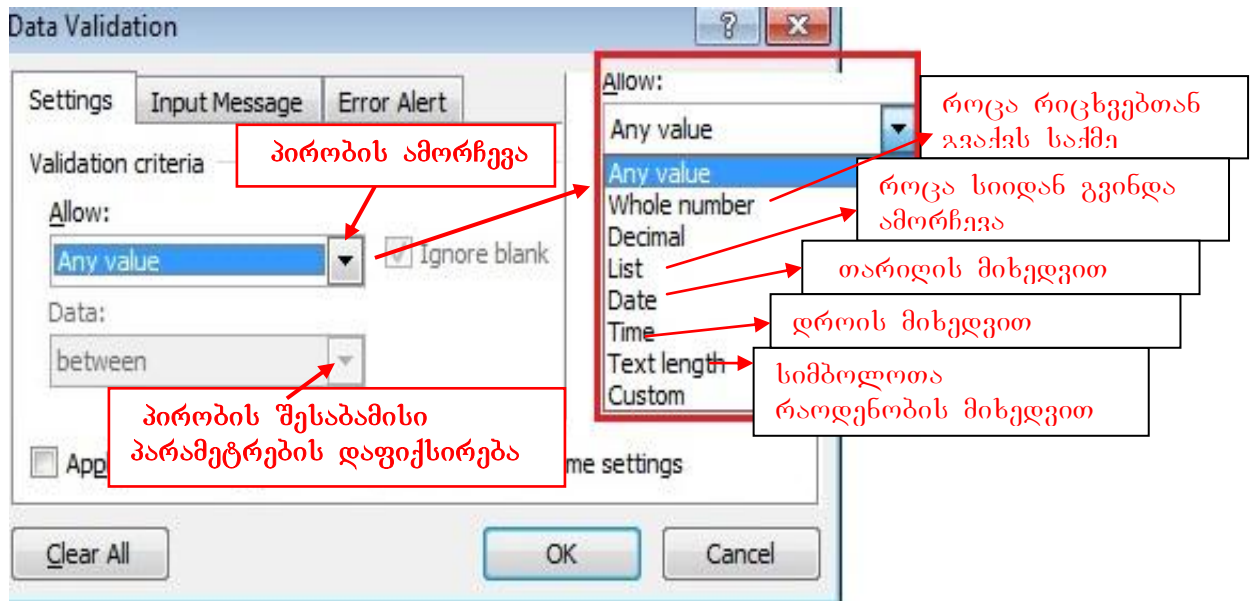 Data Validation
Settings
Input Message
Error Alert
Validation criteria
პირობის ამორჩევა
Allow:
Any value
Ignore blank
Data:
between
პირობის შესაბამისი
პარამეტრების დაფიქსირება
me settings
Clear All
OK
Cancel
Allow:
Any value
Any value
Whole number
Decimal
List
Date
Time
Text length
Custom
როცა რიცხვებთან
გვაქვს საქმე
როცა სიიდან გვინდა
ამორჩევა
თარიღის მიხედვით
დროის მიხედვით
სიმბოლოთა
რაოდენობის მიხედვით